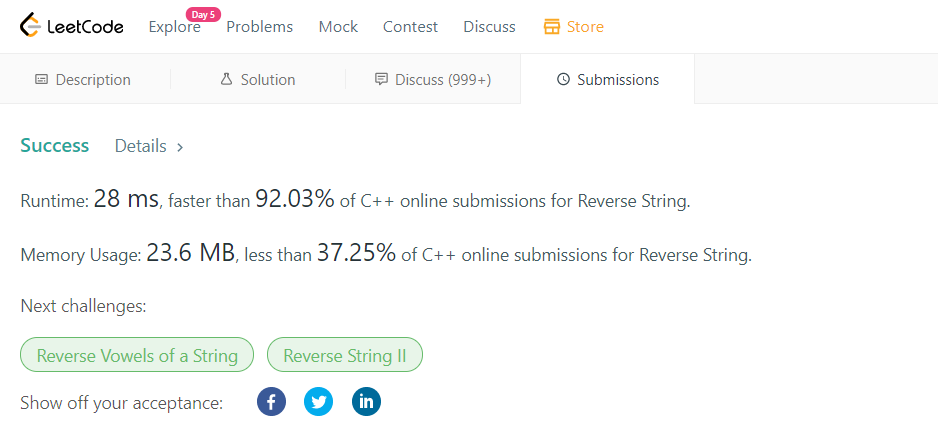 Day 5
LeetCode Explore Problems Mock Contest Discuss Store
Description Solution Discuss (999+) Submissions
Success Details >
Runtime: 28 ms, faster than 92.03% of C++ online submissions for Reverse String.
Memory Usage: 23.6 MB, less than 37.25% of C++ online submissions for Reverse String.
Next challenges:
Reverse Vowels of a String Reverse String II
Show off your acceptance: f in